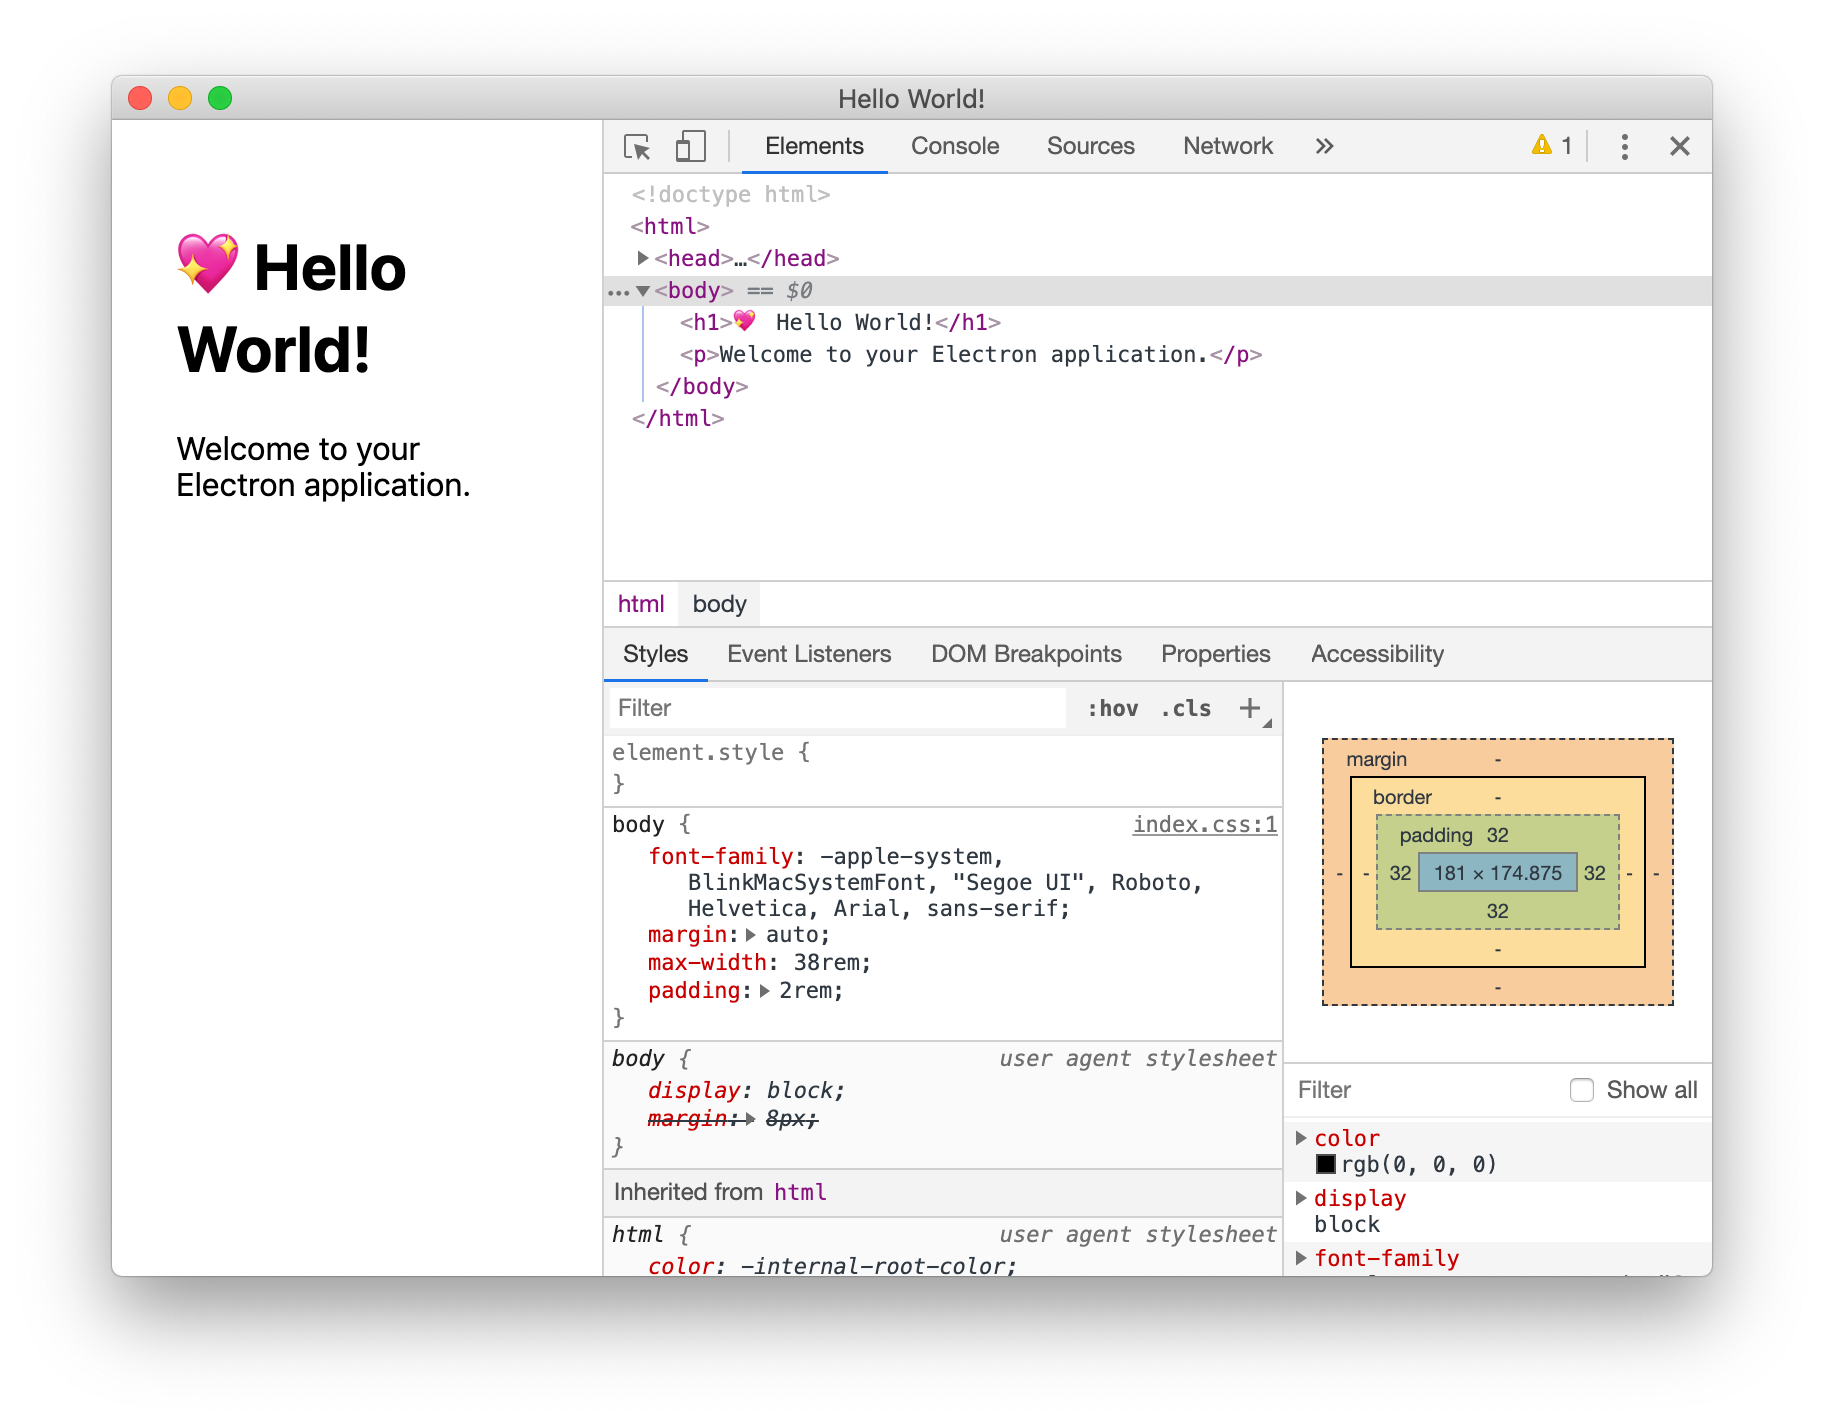 Hello World!
💖 Hello
World!
Welcome to your
Electron application.
Elements Console Sources Network » 1
<!doctype html>
<html>
<head>…</head>
<body> == $0
<h1>💖 Hello World!</h1>
<p>Welcome to your Electron application.</p>
</body>
</html>
html body
Styles Event Listeners DOM Breakpoints Properties Accessibility
Filter :hov .cls +
element.style {
}
body { index.css:1
font-family: -apple-system,
BlinkMacSystemFont, "Segoe UI", Roboto,
Helvetica, Arial, sans-serif;
margin: auto;
max-width: 38rem;
padding: 2rem;
}
body { user agent stylesheet
display: block;
margin: 8px;
}
Inherited from html
html { user agent stylesheet
color: -internal-root-color;
margin -
border -
padding 32
- - 32 181 × 174.875 32 - -
32
-
-
Filter Show all
color
rgb(0, 0, 0)
display
block
font-family